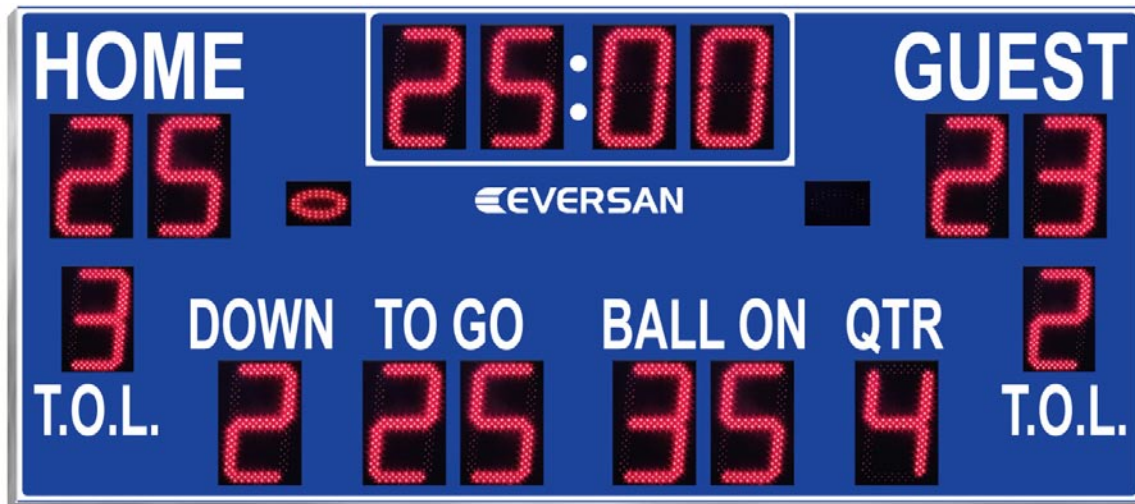 HOME 25:00 GUEST
25 23
EVERSAN
3 2
DOWN TO GO BALL ON QTR
T.O.L. T.O.L.
2 25 35 4